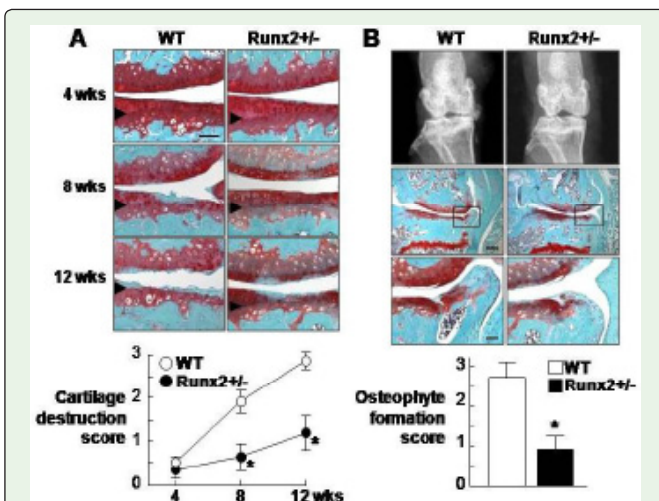 A
WT Runx2+/-
4 wks
8 wks
12 wks
3
2
1
0
WT
Runx2+/-
Cartilage
destruction
score
*
*
4 8 12 wks
B
WT Runx2+/-
3
2
1
0
WT
Runx2+/-
Osteophyte
formation
score
*